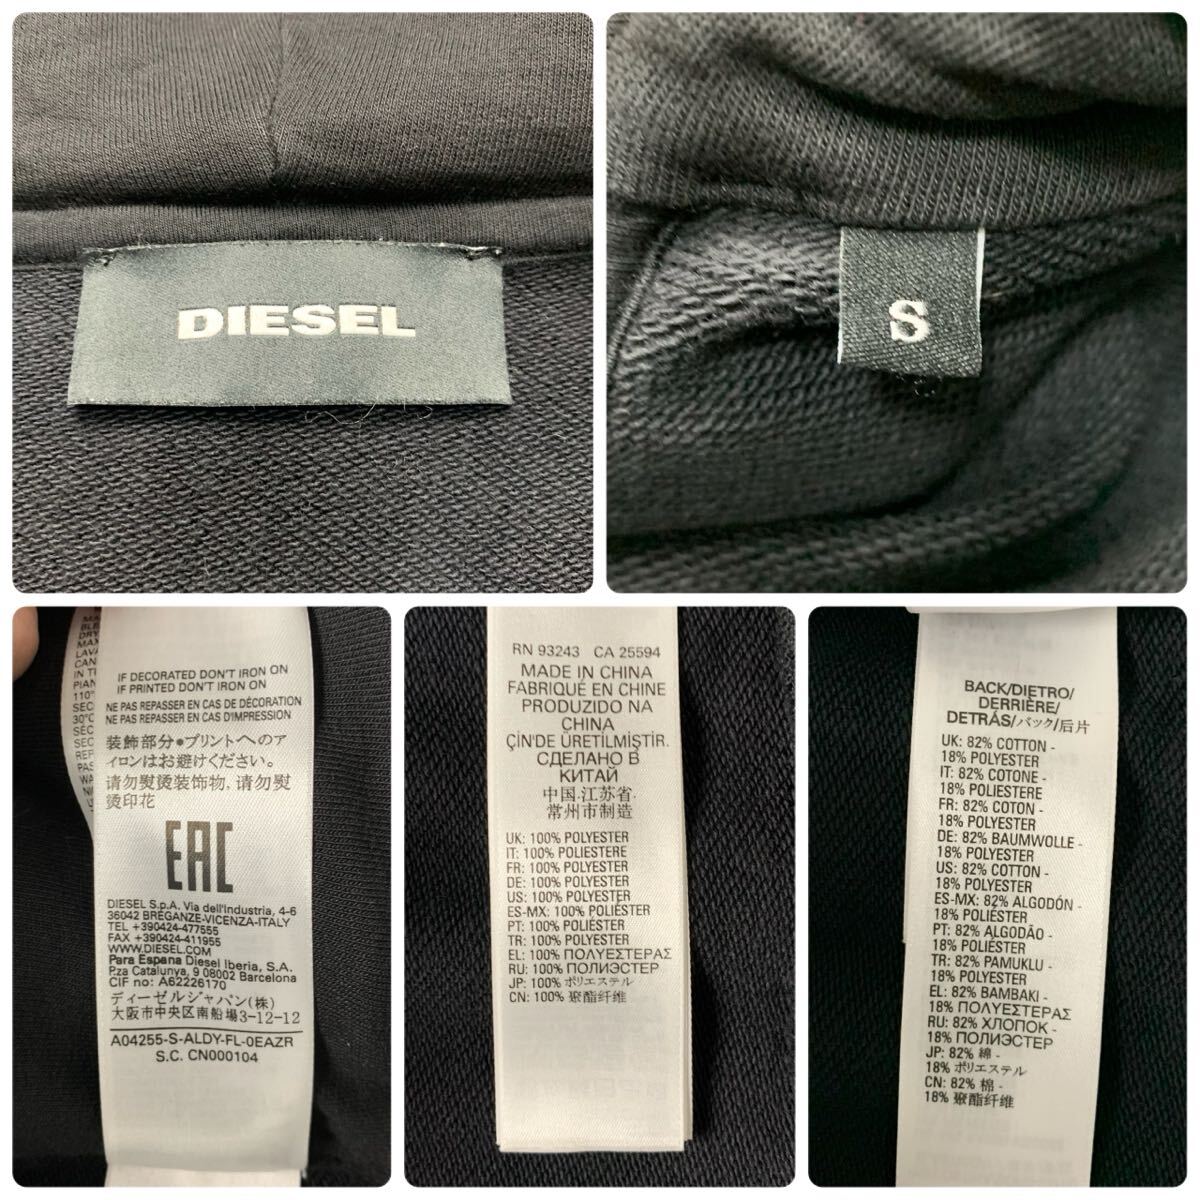 DIESEL
S
IF DECORATED DON'T IRON ON
IF PRINTED DON'T IRON ON
NE PAS REPASSER EN CAS DE DÉCORATION
NE PAS REPASSER EN CAS D'IMPRESSION
装飾部分●プリントへのア
イロンはお避けください。
请勿熨烫装饰物,请勿熨
烫印花
EAC
DIESEL S.p.A. Via dell'Industria, 4-6
36042 BREGANZE-VICENZA-ITALY
TEL +390424-477555
FAX +390424-411955
WWW.DIESEL.COM
Para Espana Diesel Iberia, S.A.
P.za Catalunya, 9 08002 Barcelona
CIF no: A62226170
ディーゼルジャパン(株)
大阪市中央区南船場3-12-12
A04255-S-ALDY-FL-0EAZR
S.C. CN000104
RN 93243 CA 25594
MADE IN CHINA
FABRIQUÉ EN CHINE
PRODUZIDO NA
CHINA
ÇIN'DE ÜRETILMIŞTIR.
СДЕЛАНО В
КИТАЙ
中国·江苏省·
常州市制造
UK: 100% POLYESTER
IT: 100% POLIESTERE
FR: 100% POLYESTER
DE: 100% POLYESTER
US: 100% POLYESTER
ES-MX: 100% POLIÉSTER
PT: 100% POLIÉSTER
TR: 100% POLYESTER
EL: 100% ΠΟΛΥΕΣΤΕΡΑΣ
RU: 100% ПОЛИЭСТЕР
JP: 100% ポリエステル
CN: 100% 聚酯纤维
BACK/DIETRO/
DERRIÈRE/
DETRÁS/バック/后片
UK: 82% COTTON -
18% POLYESTER
IT: 82% COTONE -
18% POLIESTERE
FR: 82% COTON -
18% POLYESTER
DE: 82% BAUMWOLLE -
18% POLYESTER
US: 82% COTTON -
18% POLYESTER
ES-MX: 82% ALGODÓN -
18% POLIÉSTER
PT: 82% ALGODÃO -
18% POLIÉSTER
TR: 82% PAMUKLU -
18% POLYESTER
EL: 82% BAMBAKI -
18% ΠΟΛΥΕΣΤΕΡΑΣ
RU: 82% ХЛОПОК -
18% ПОЛИЭСТЕР
JP: 82% 綿 -
18% ポリエステル
CN: 82% 棉 -
18% 聚酯纤维